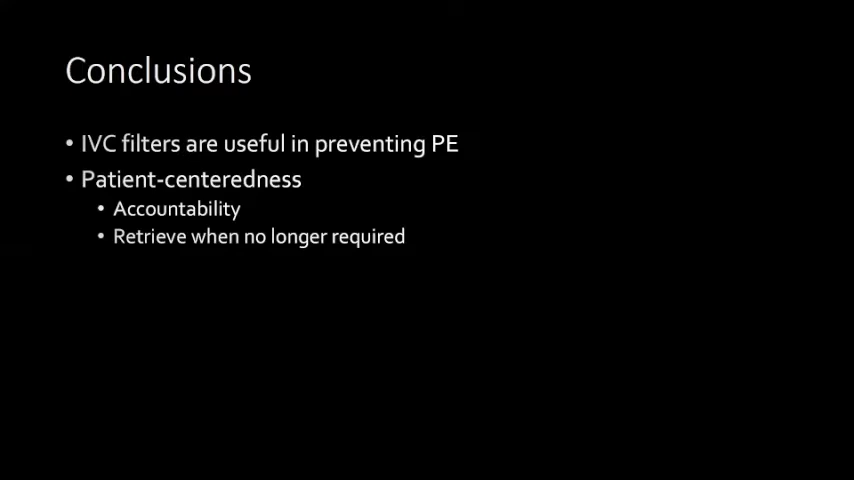 Conclusions
• IVC filters are useful in preventing PE
• Patient-centeredness
• Accountability
• Retrieve when no longer required